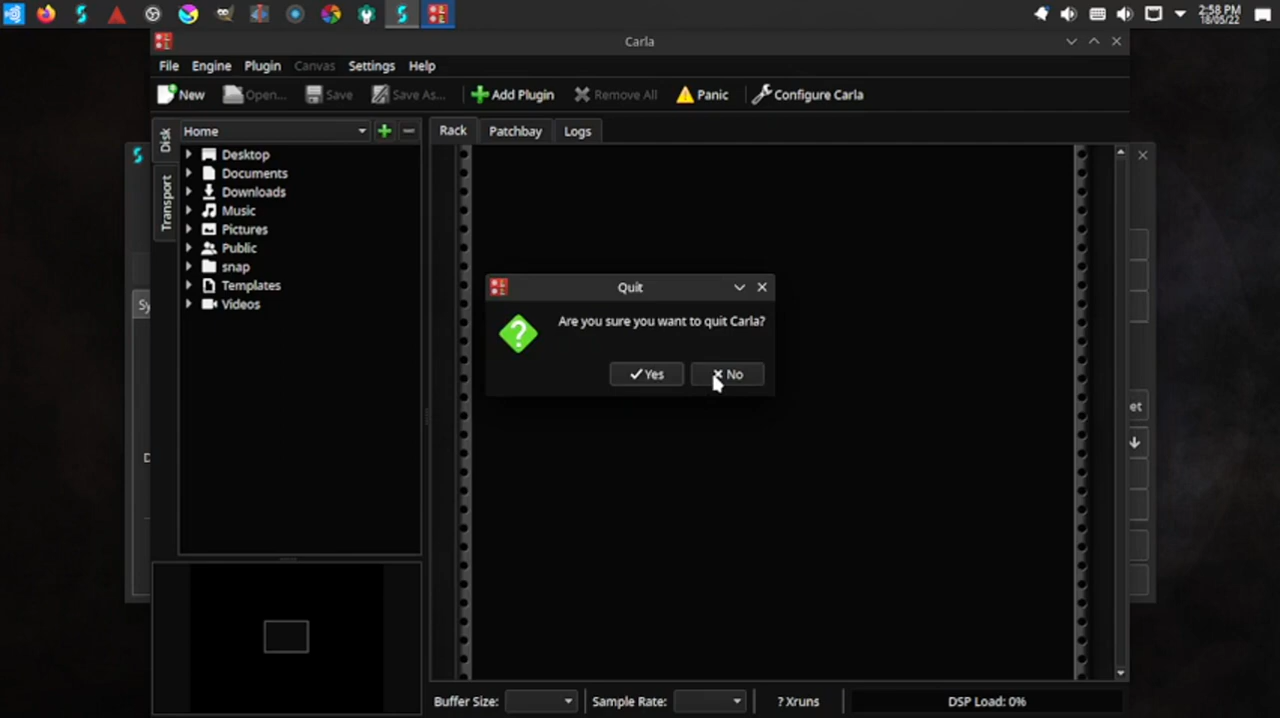 2:58 PM
18/05/22
Carla
File Engine Plugin Canvas Settings Help
New Open... Save Save As... Add Plugin Remove All Panic Configure Carla
Disk
Transport
Home
Desktop
Documents
Downloads
Music
Pictures
Public
snap
Templates
Videos
Rack Patchbay Logs
Sy
D
et
Quit
Are you sure you want to quit Carla?
Yes No
Buffer Size: Sample Rate: ? Xruns DSP Load: 0%